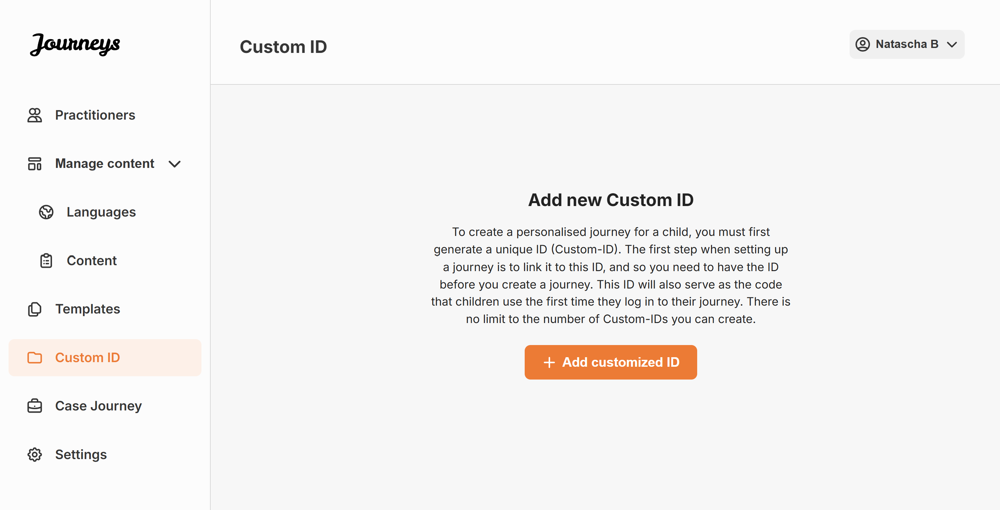 Journeys
Custom ID
Natascha B
Practitioners
Manage content
Languages
Content
Templates
Custom ID
Case Journey
Settings
Add new Custom ID
To create a personalised journey for a child, you must first
generate a unique ID (Custom-ID). The first step when setting up
a journey is to link it to this ID, and so you need to have the ID
before you create a journey. This ID will also serve as the code
that children use the first time they log in to their journey. There is
no limit to the number of Custom-IDs you can create.
Add customized ID